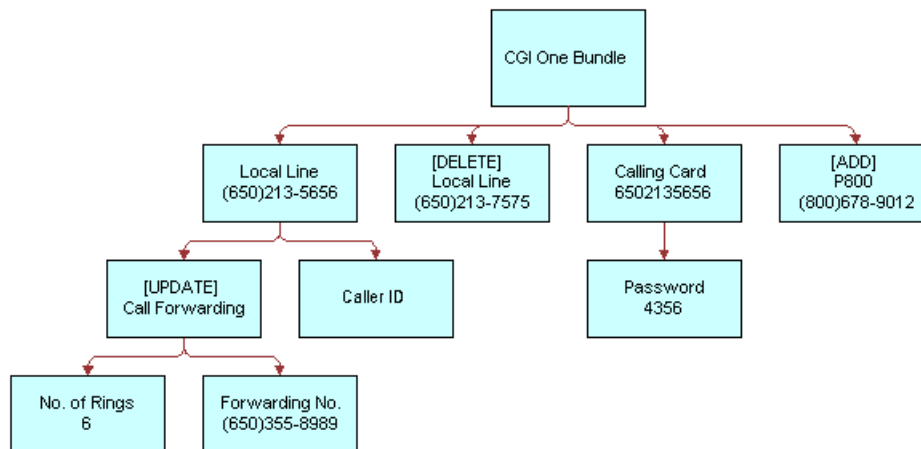 CGI One Bundle
Local Line
(650)213-5656
[DELETE]
Local Line
(650)213-7575
Calling Card
6502135656
[ADD]
P800
(800)678-9012
[UPDATE]
Call Forwarding
Caller ID
Password
4356
No. of Rings
6
Forwarding No.
(650)355-8989